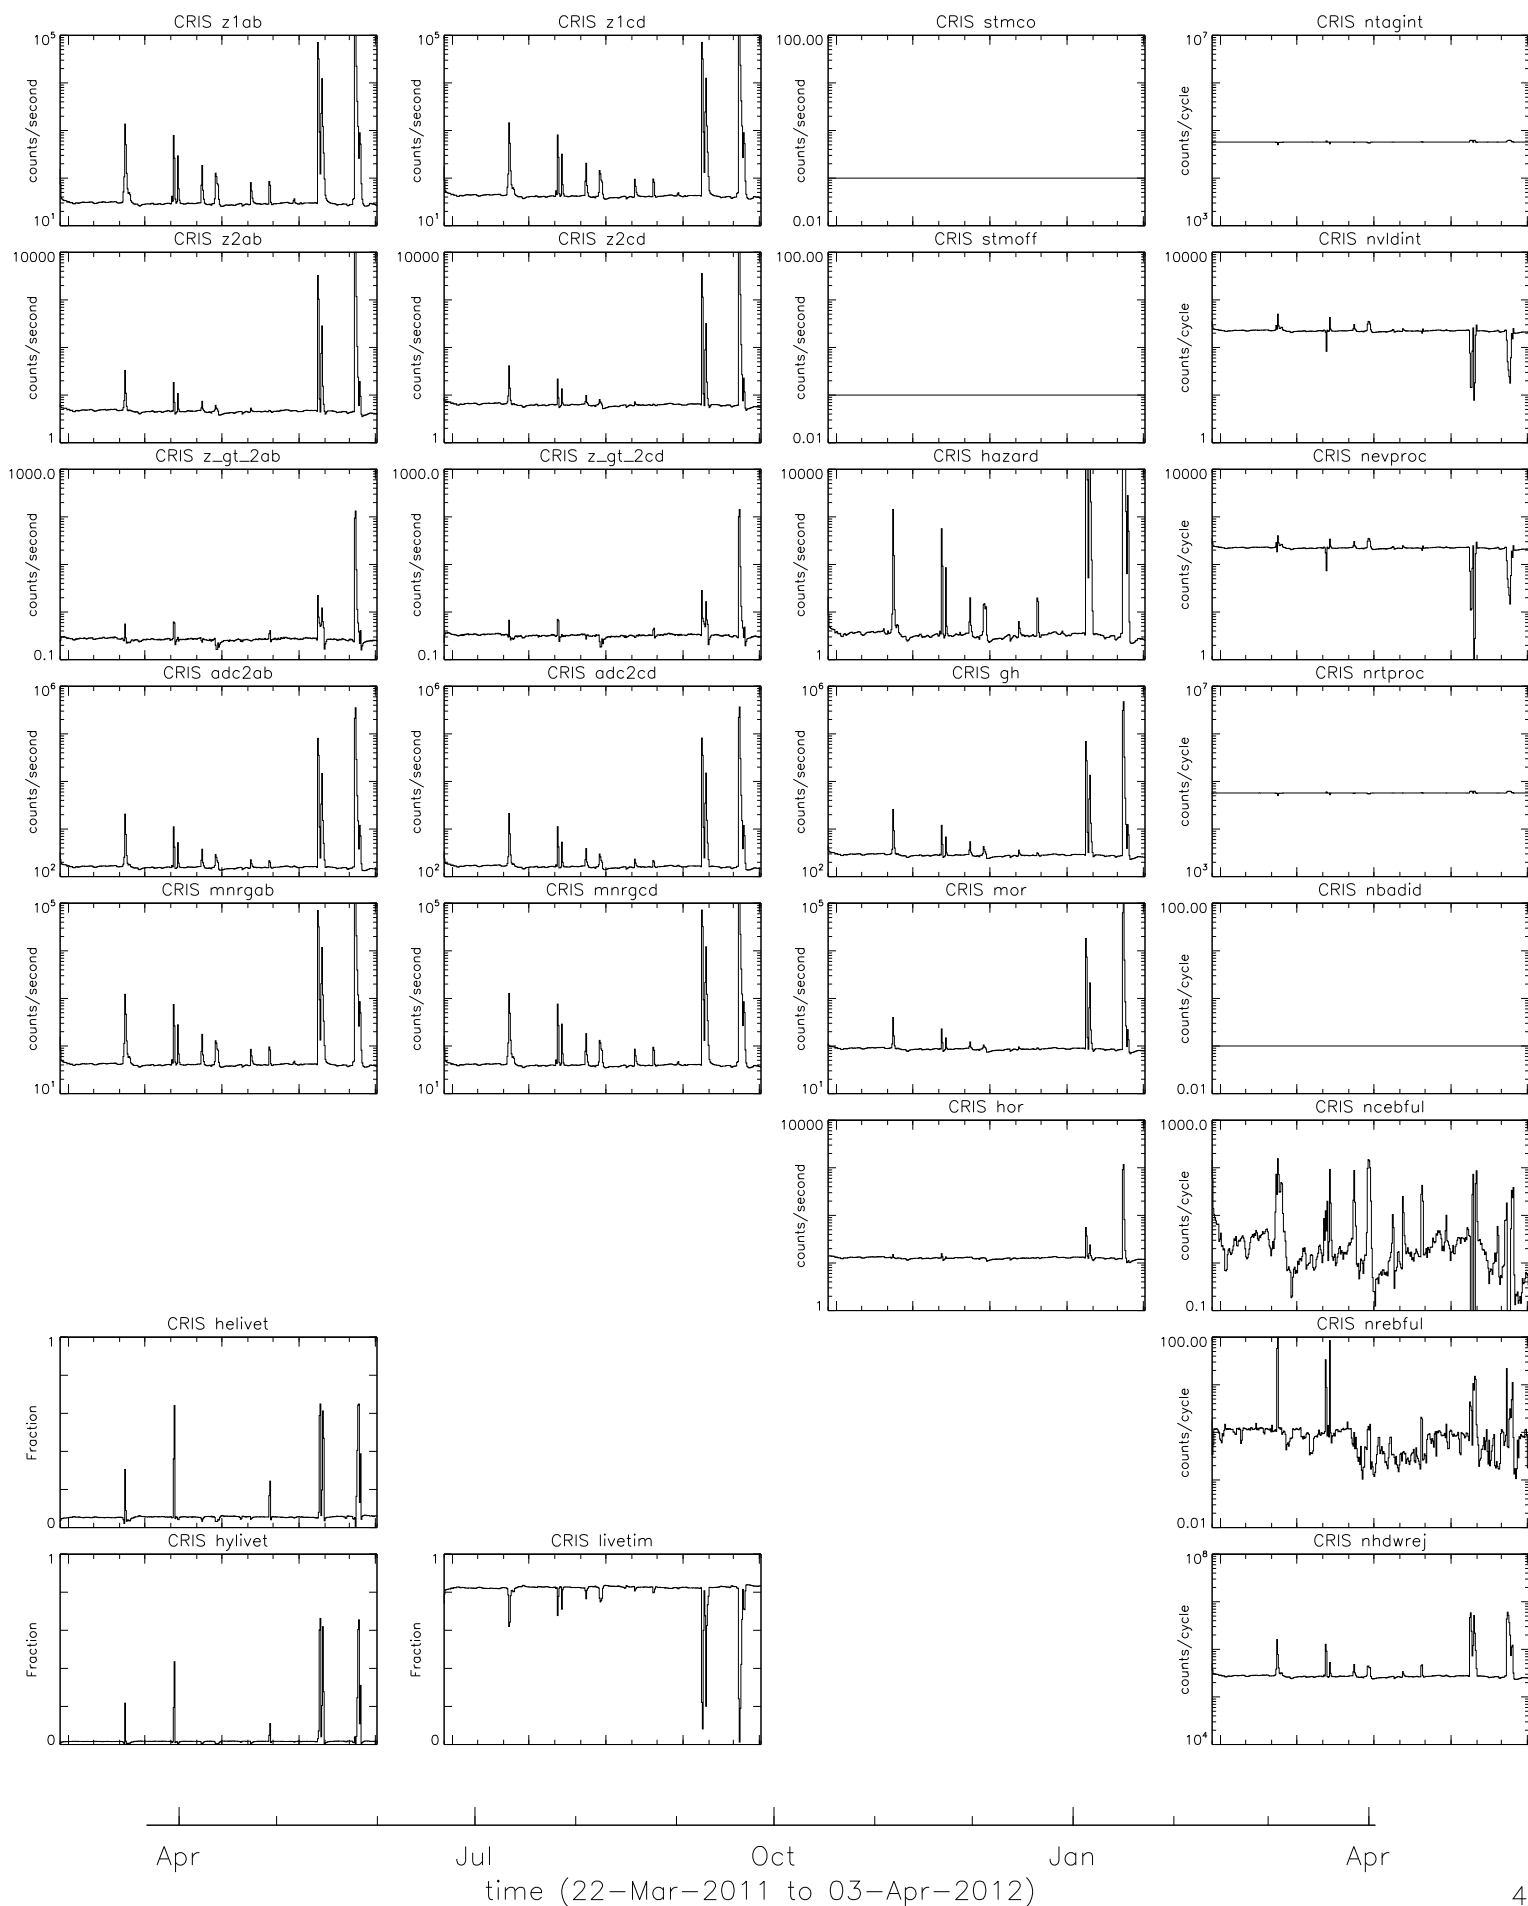 CRIS z1ab CRIS z1cd CRIS stmco CRIS ntagint
10^5 counts/second 10^1 10^5 counts/second 10^1 100.00 counts/second 0.01 10^7 counts/cycle 10^3
CRIS z2ab CRIS z2cd CRIS stmoff CRIS nvldint
10000 counts/second 1 10000 counts/second 1 100.00 counts/second 0.01 10000 counts/cycle 1
CRIS z_gt_2ab CRIS z_gt_2cd CRIS hazard CRIS nevproc
1000.0 counts/second 0.1 1000.0 counts/second 0.1 10000 counts/second 1 10000 counts/cycle 1
CRIS adc2ab CRIS adc2cd CRIS gh CRIS nrtproc
10^6 counts/second 10^2 10^6 counts/second 10^2 10^6 counts/second 10^2 10^7 counts/cycle 10^3
CRIS mnrgab CRIS mnrgcd CRIS mor CRIS nbadid
10^5 counts/second 10^1 10^5 counts/second 10^1 10^5 counts/second 10^1 100.00 counts/cycle 0.01
CRIS hor CRIS ncebful
10000 counts/second 1 1000.0 counts/cycle 0.1
CRIS helivet CRIS nrebful
1 Fraction 0 100.00 counts/cycle 0.01
CRIS hylivet CRIS livetim CRIS nhdwrej
1 Fraction 0 1 Fraction 0 10^8 counts/cycle 10^4
Apr Jul Oct Jan Apr
time (22-Mar-2011 to 03-Apr-2012)
4